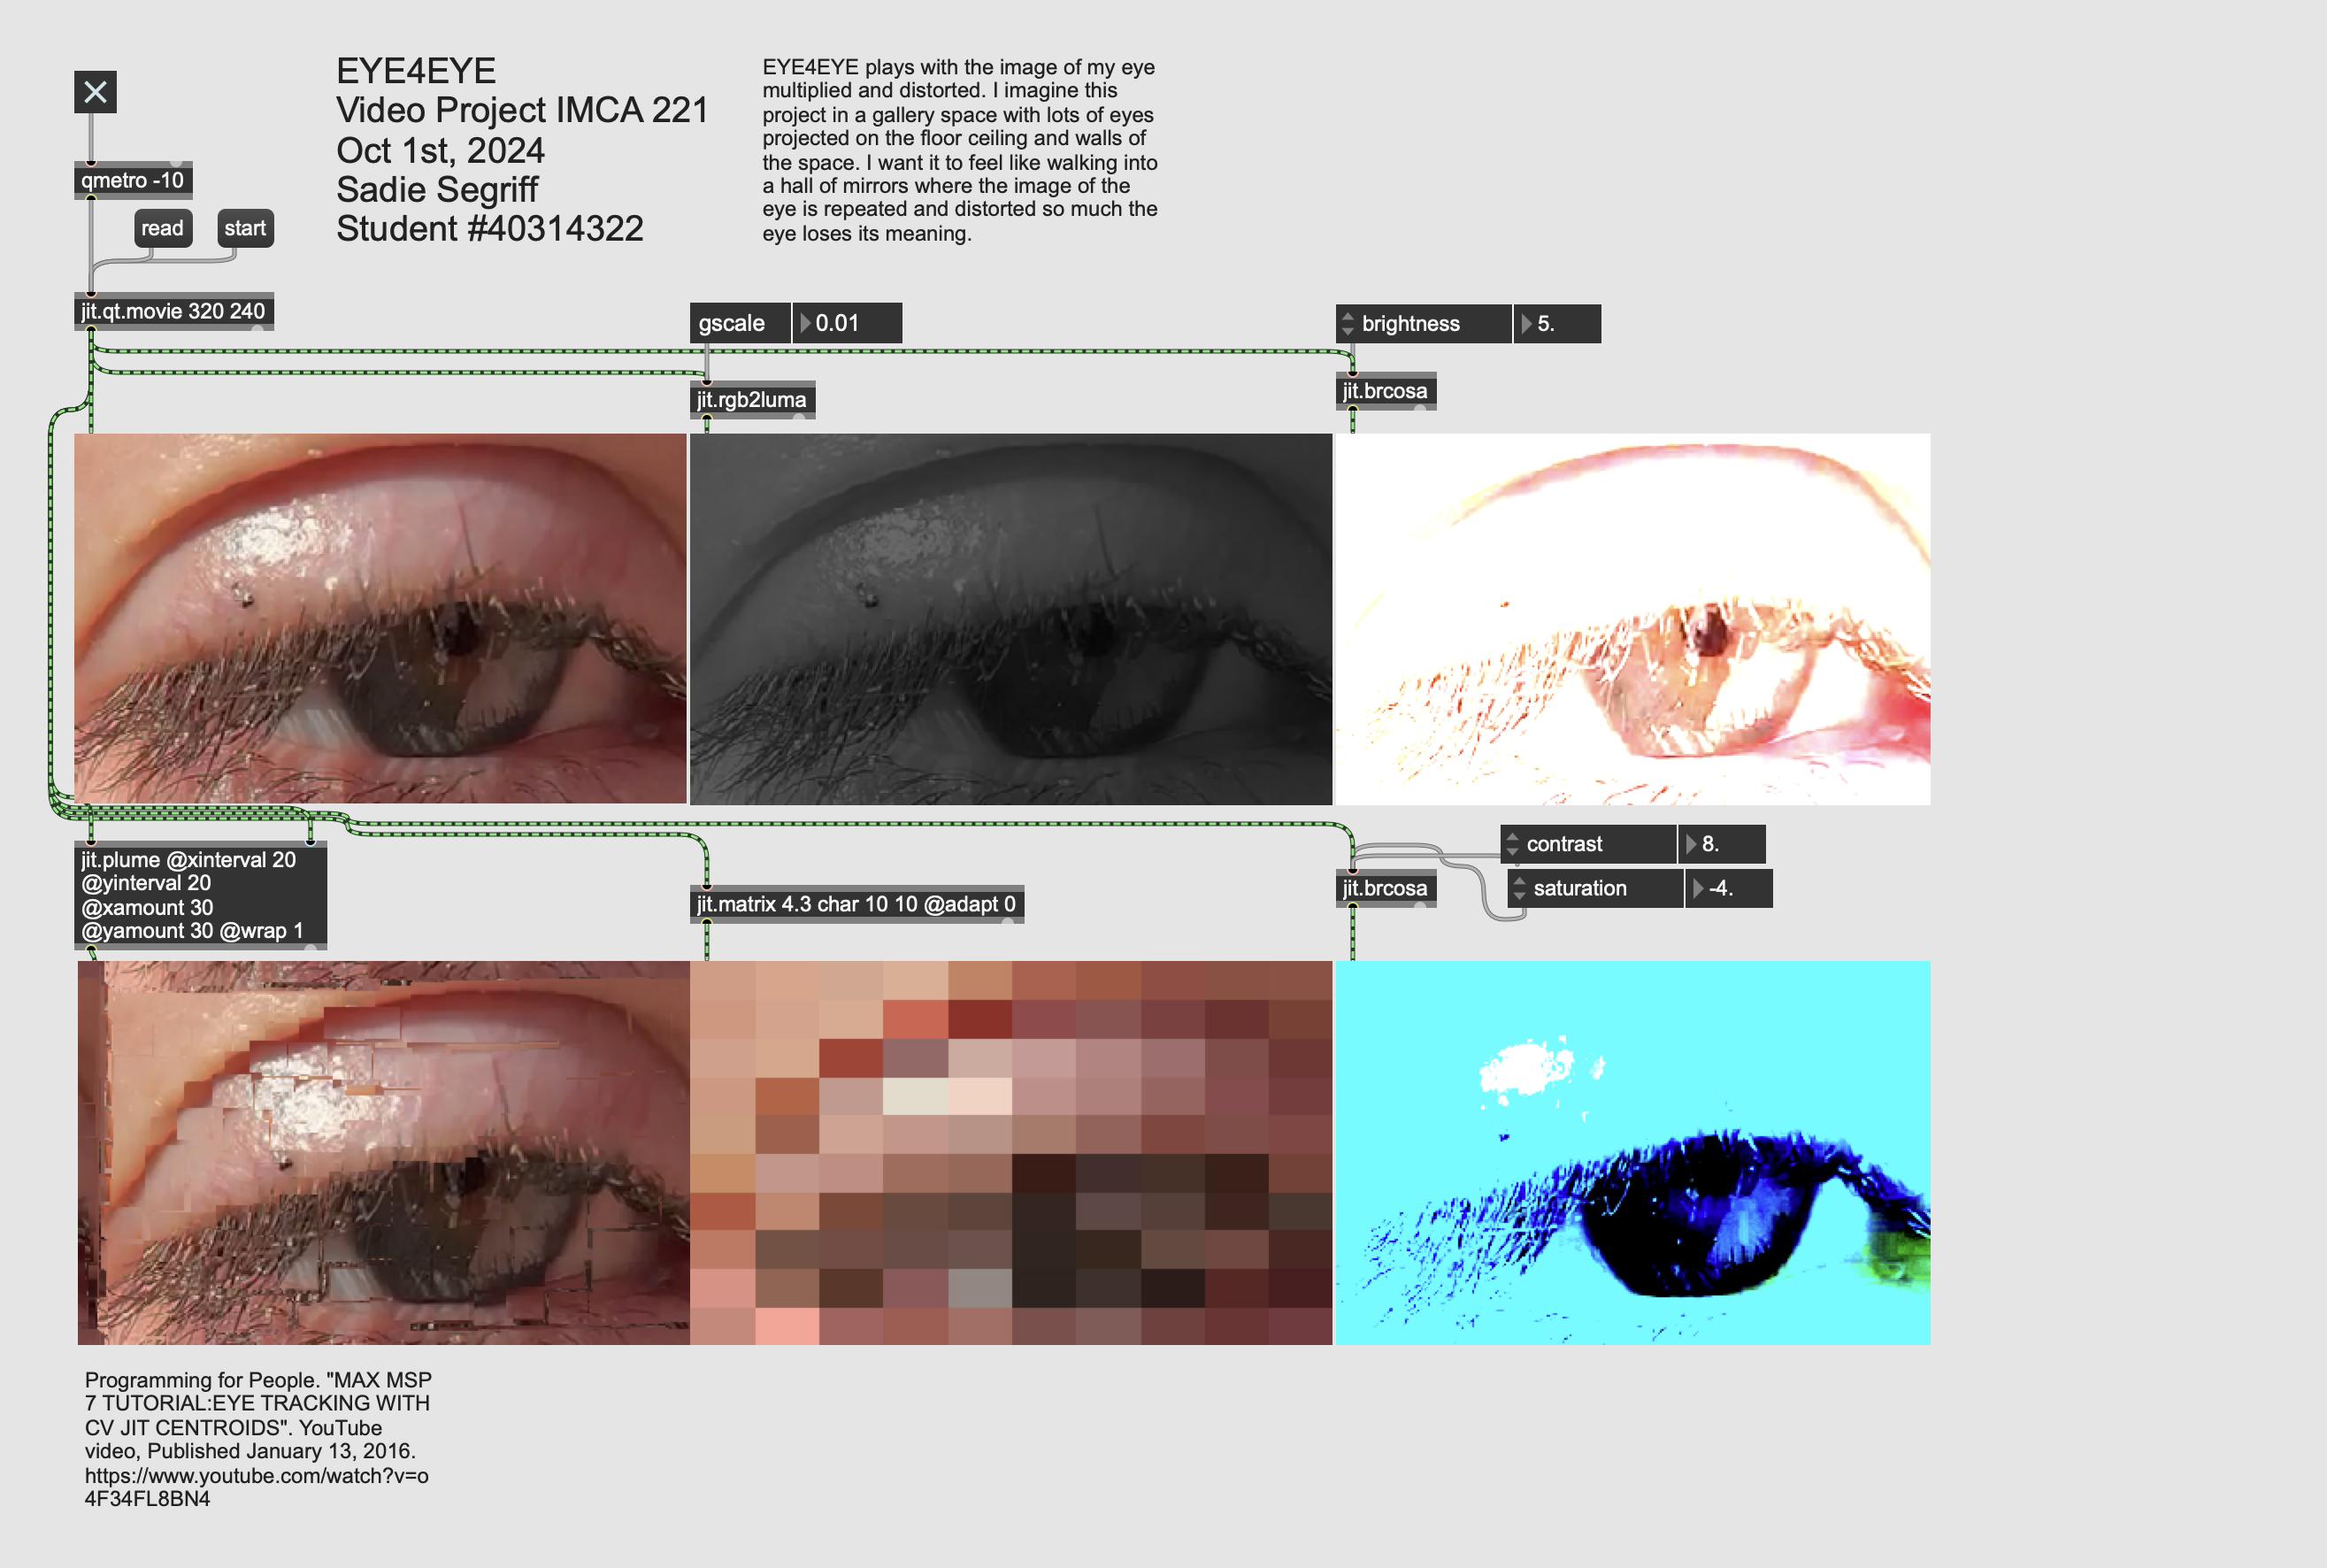 EYE4EYE
Video Project IMCA 221
Oct 1st, 2024
Sadie Segriff
Student #40314322
EYE4EYE plays with the image of my eye
multiplied and distorted. I imagine this
project in a gallery space with lots of eyes
projected on the floor ceiling and walls of
the space. I want it to feel like walking into
a hall of mirrors where the image of the
eye is repeated and distorted so much the
eye loses its meaning.
qmetro -10
read
start
jit.qt.movie 320 240
gscale 0.01
brightness 5.
jit.rgb2luma
jit.brcosa
jit.plume @xinterval 20
@yinterval 20
@xamount 30
@yamount 30 @wrap 1
jit.matrix 4.3 char 10 10 @adapt 0
contrast 8.
jit.brcosa
saturation -4.
Programming for People. "MAX MSP
7 TUTORIAL:EYE TRACKING WITH
CV JIT CENTROIDS". YouTube
video, Published January 13, 2016.
https://www.youtube.com/watch?v=o
4F34FL8BN4